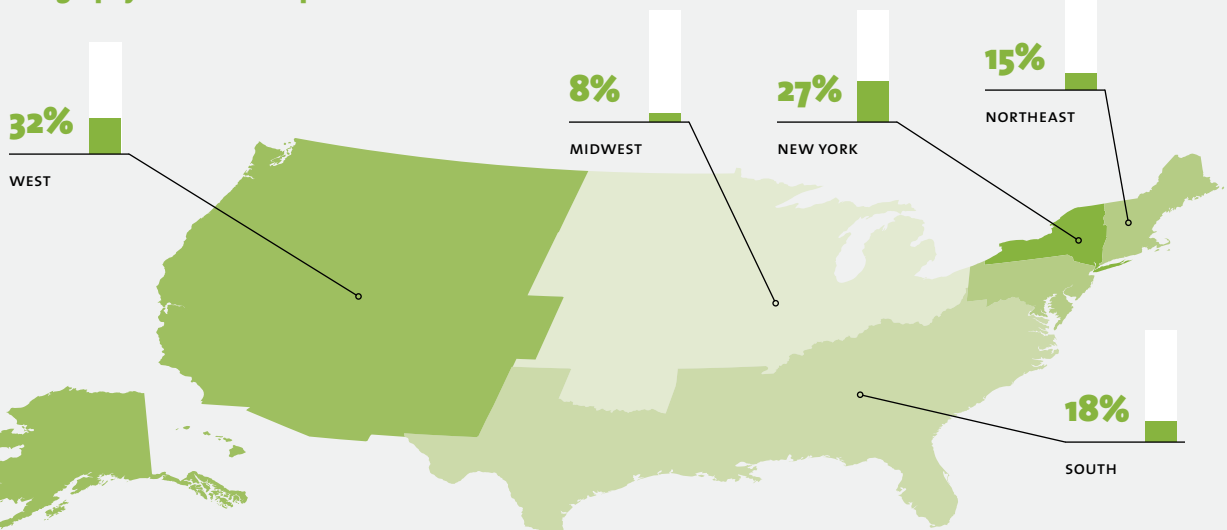 32%
WEST
8%
MIDWEST
27%
NEW YORK
15%
NORTHEAST
18%
SOUTH